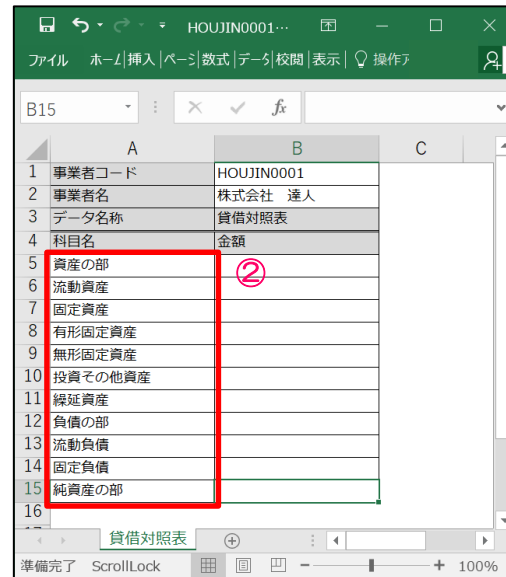 HOUJIN0001…
ファイル ホーム 挿入 ページ 数式 データ 校閲 表示 操作ア
B15 fx
A B C
1 事業者コード HOUJIN0001
2 事業者名 株式会社　達人
3 データ名称 貸借対照表
4 科目名 金額
5 資産の部 ②
6 流動資産
7 固定資産
8 有形固定資産
9 無形固定資産
10 投資その他資産
11 繰延資産
12 負債の部
13 流動負債
14 固定負債
15 純資産の部
16
貸借対照表
準備完了 ScrollLock 100%